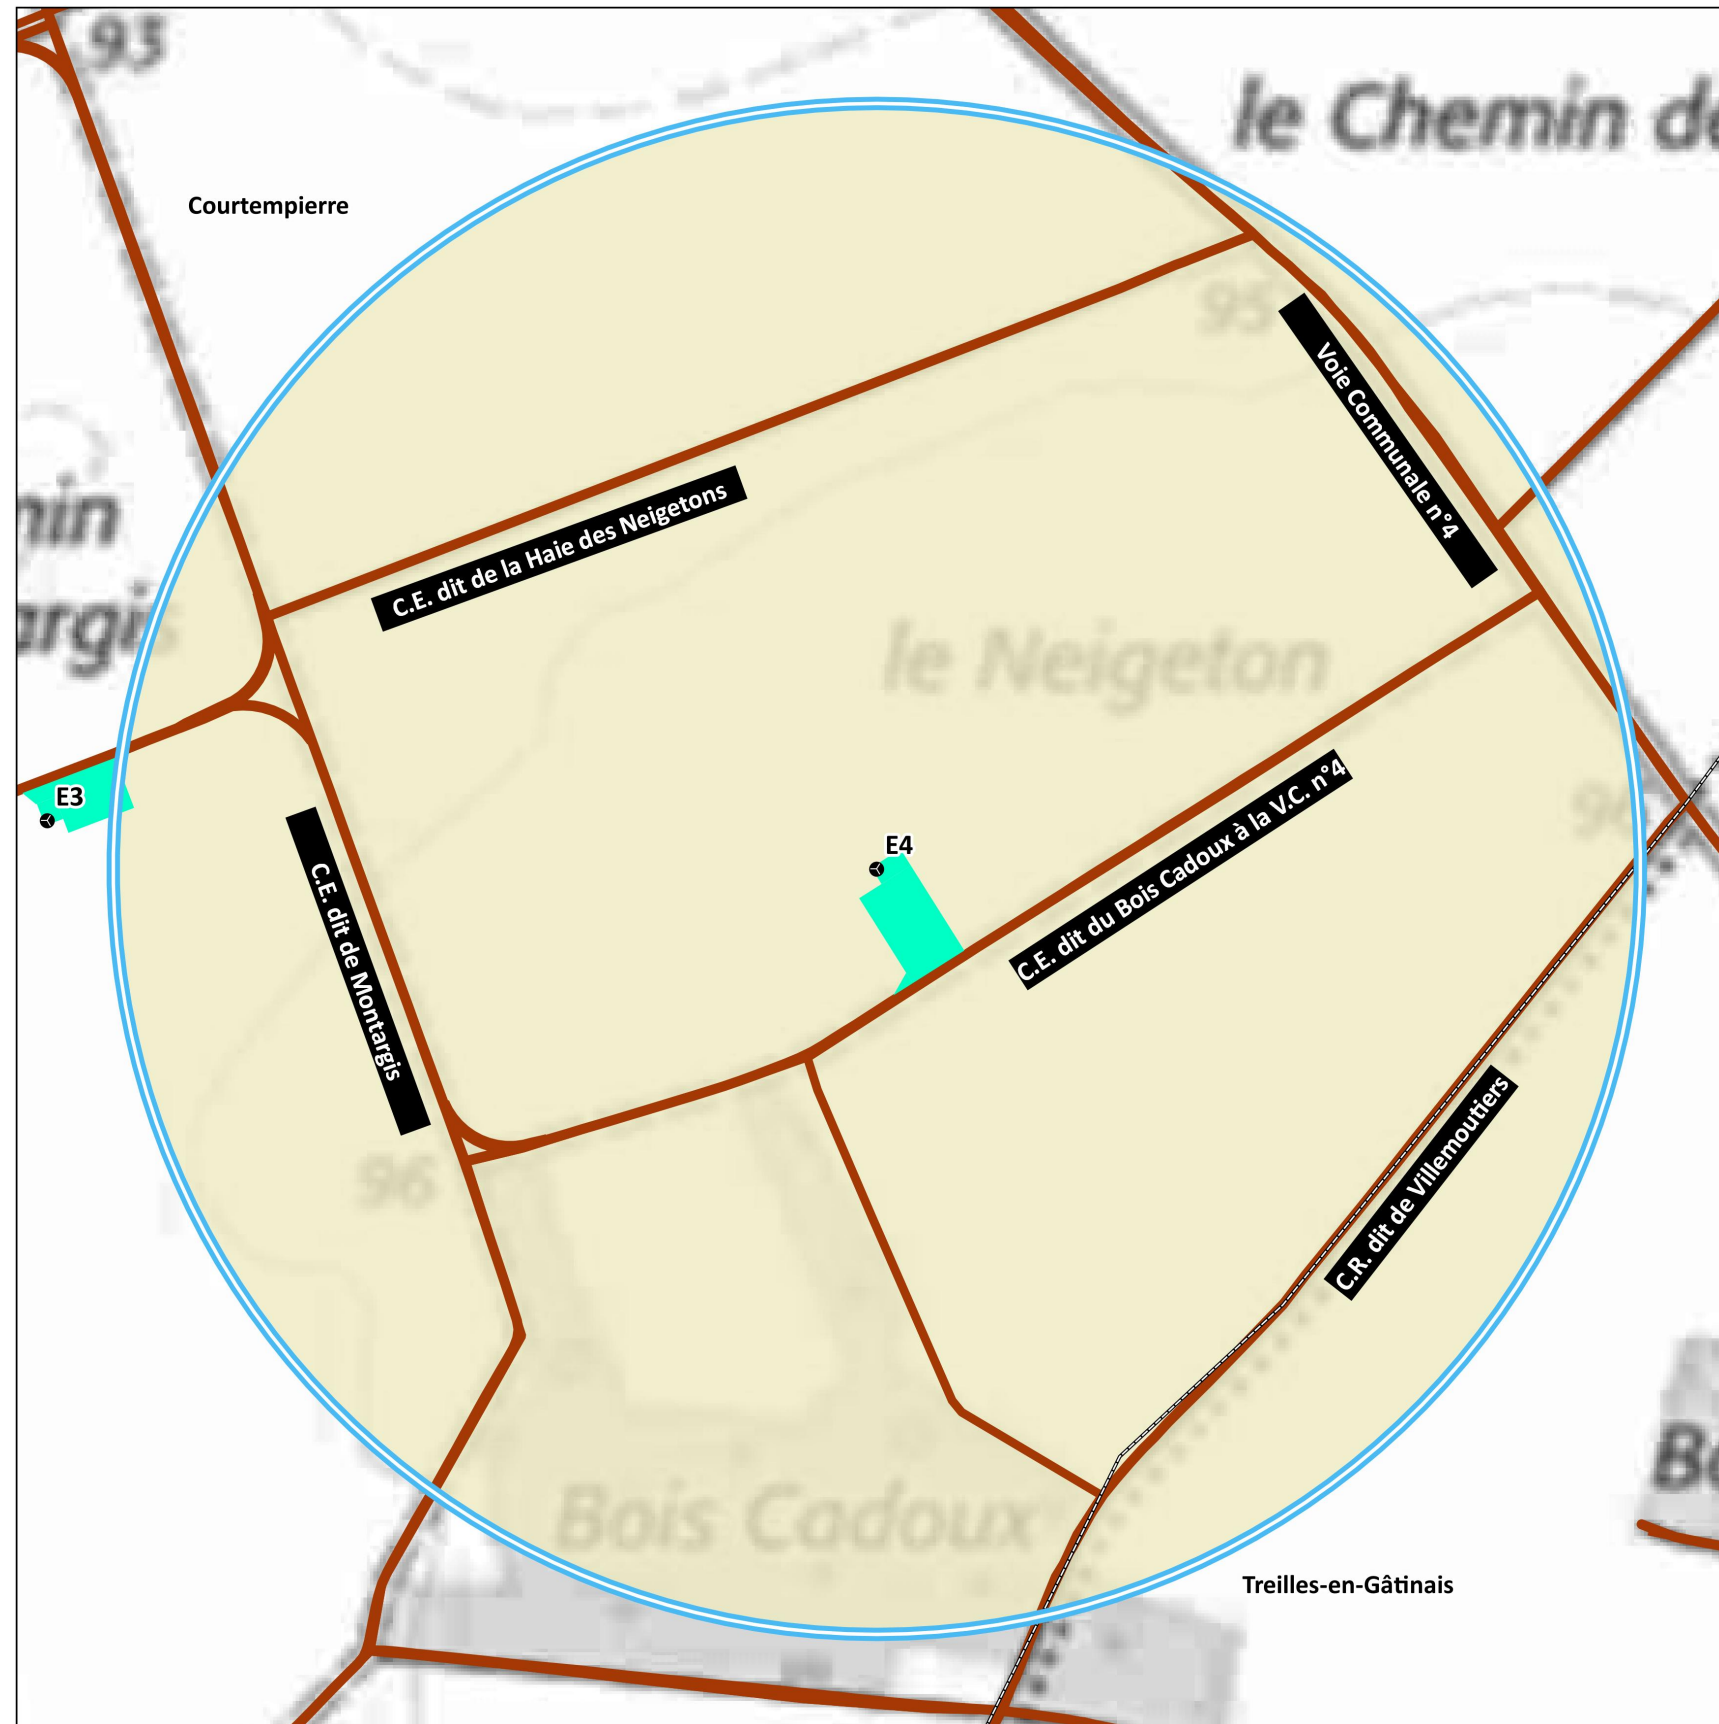 93
le Chemin de
Courtempierre
95
Voie Communale n°4
C.E. dit de la Haie des Neigetons
min
argis
le Neigeton
E3
E4
C.E. dit du Bois Cadoux à la V.C. n°4
96
C.E. dit de Montargis
C.R. dit de Villemoutiers
96
Bois Cadoux
Treilles-en-Gâtinais